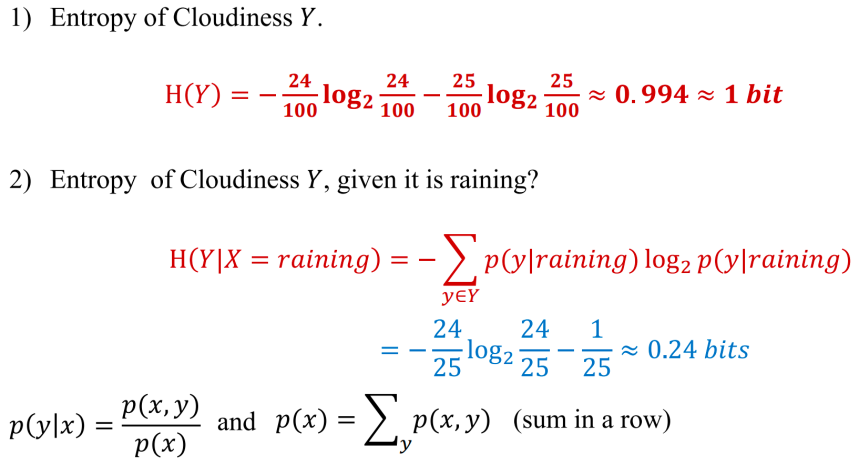 1) Entropy of Cloudiness Y.
H(Y) = − 24/100 log₂ 24/100 − 25/100 log₂ 25/100 ≈ 0.994 ≈ 1 bit
2) Entropy of Cloudiness Y, given it is raining?
H(Y|X = raining) = − ∑_{y∈Y} p(y|raining) log₂ p(y|raining)
= − 24/25 log₂ 24/25 − 1/25 ≈ 0.24 bits
p(y|x) = p(x, y)/p(x) and p(x) = ∑_y p(x, y) (sum in a row)